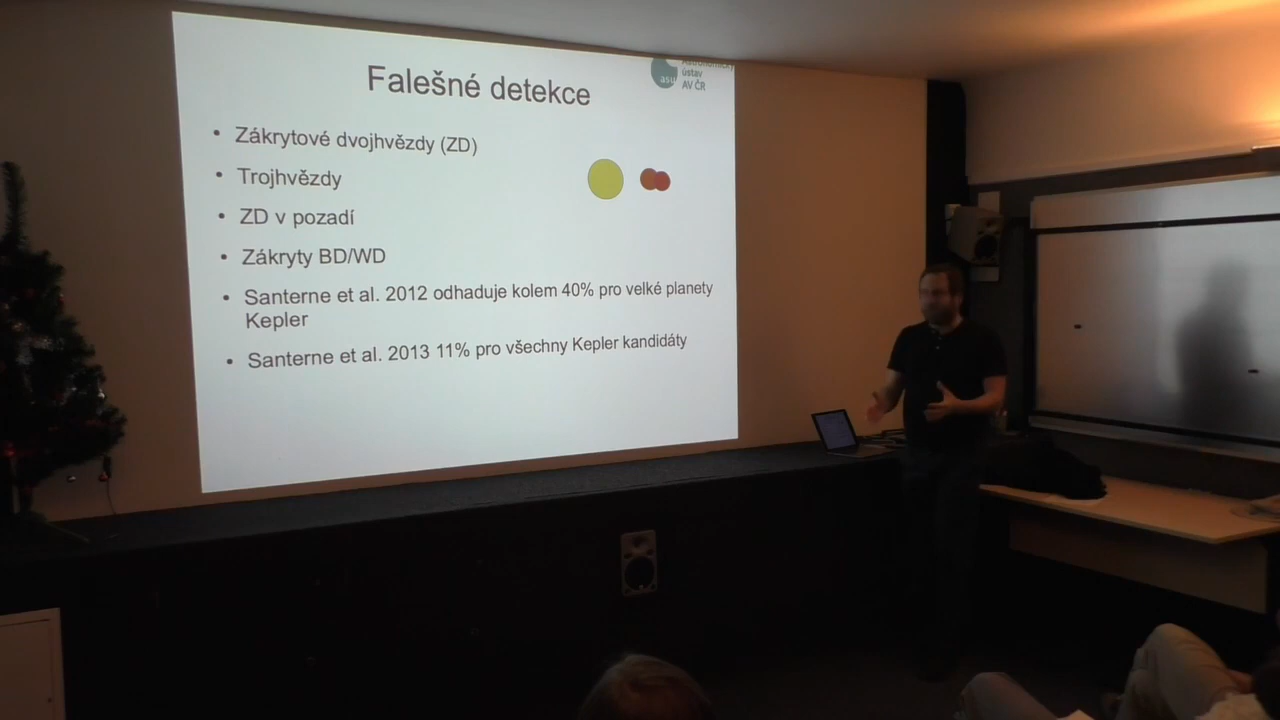 Falešné detekce
asu
ústav
AV ČR
Zákrytové dvojhvězdy (ZD)
Trojhvězdy
ZD v pozadí
Zákryty BD/WD
Santerne et al. 2012 odhaduje kolem 40% pro velké planety
Kepler
Santerne et al. 2013 11% pro všechny Kepler kandidáty